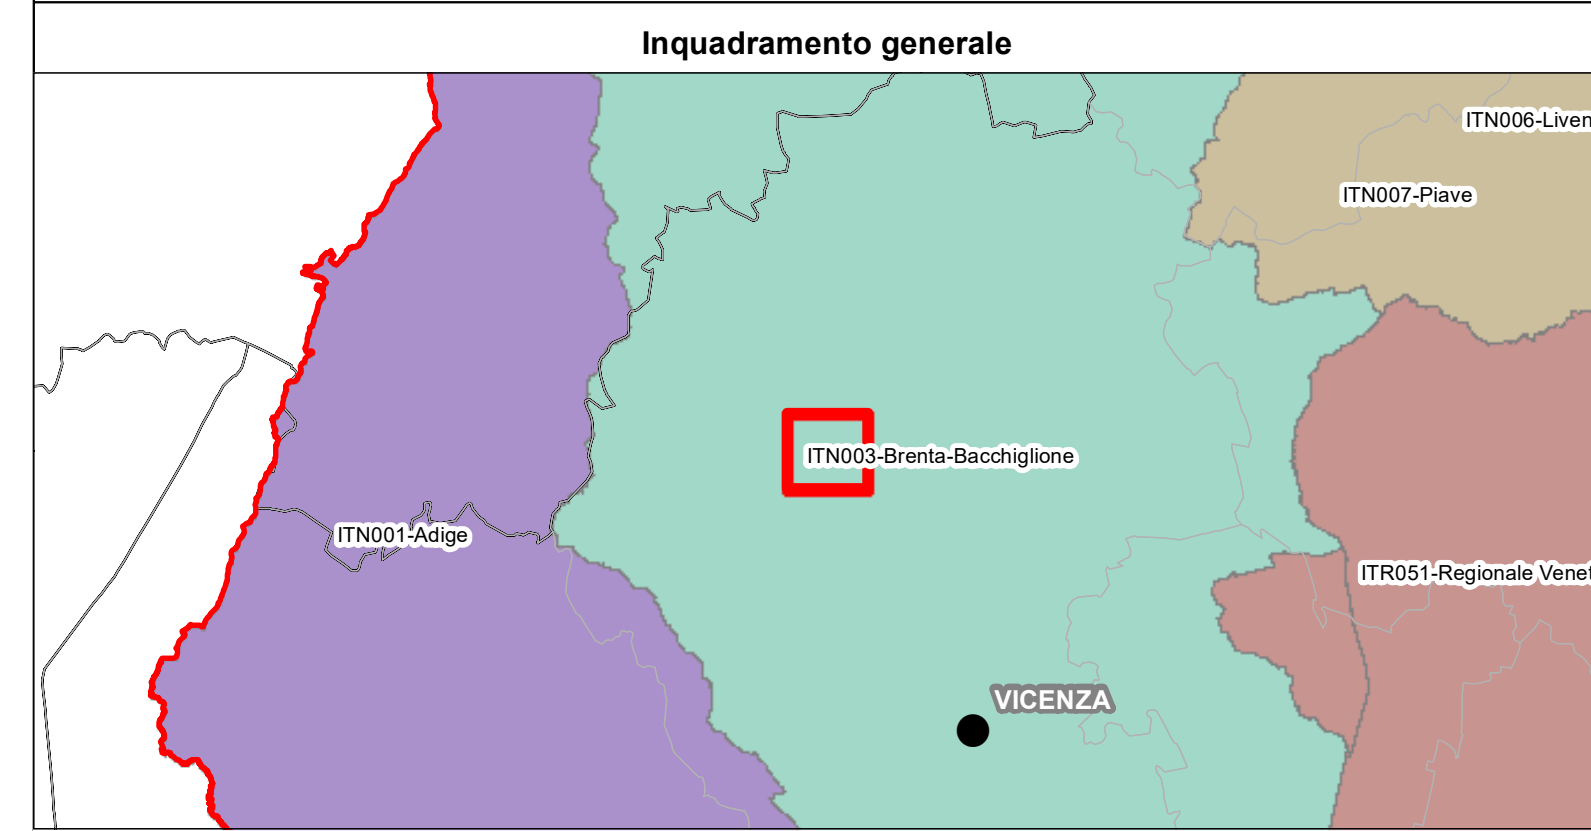 Inquadramento generale
ITN006-Liven
ITN007-Piave
ITN003-Brenta-Bacchiglione
ITN001-Adige
ITR051-Regionale Venet
VICENZA